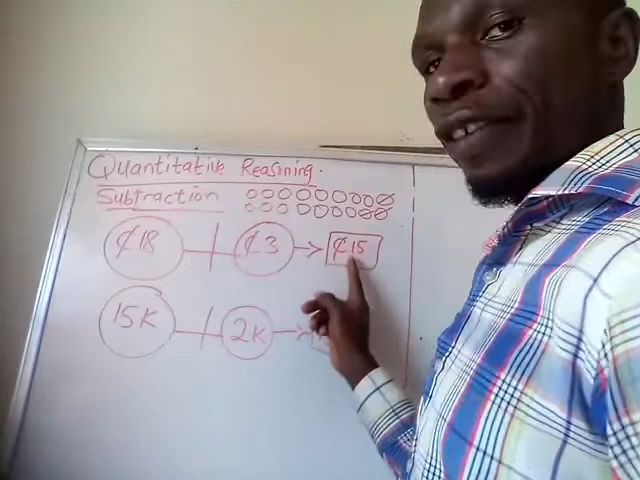 Quantitative Reasoning.
Subtraction
₵18 ₵3 ₵15
15K 2K